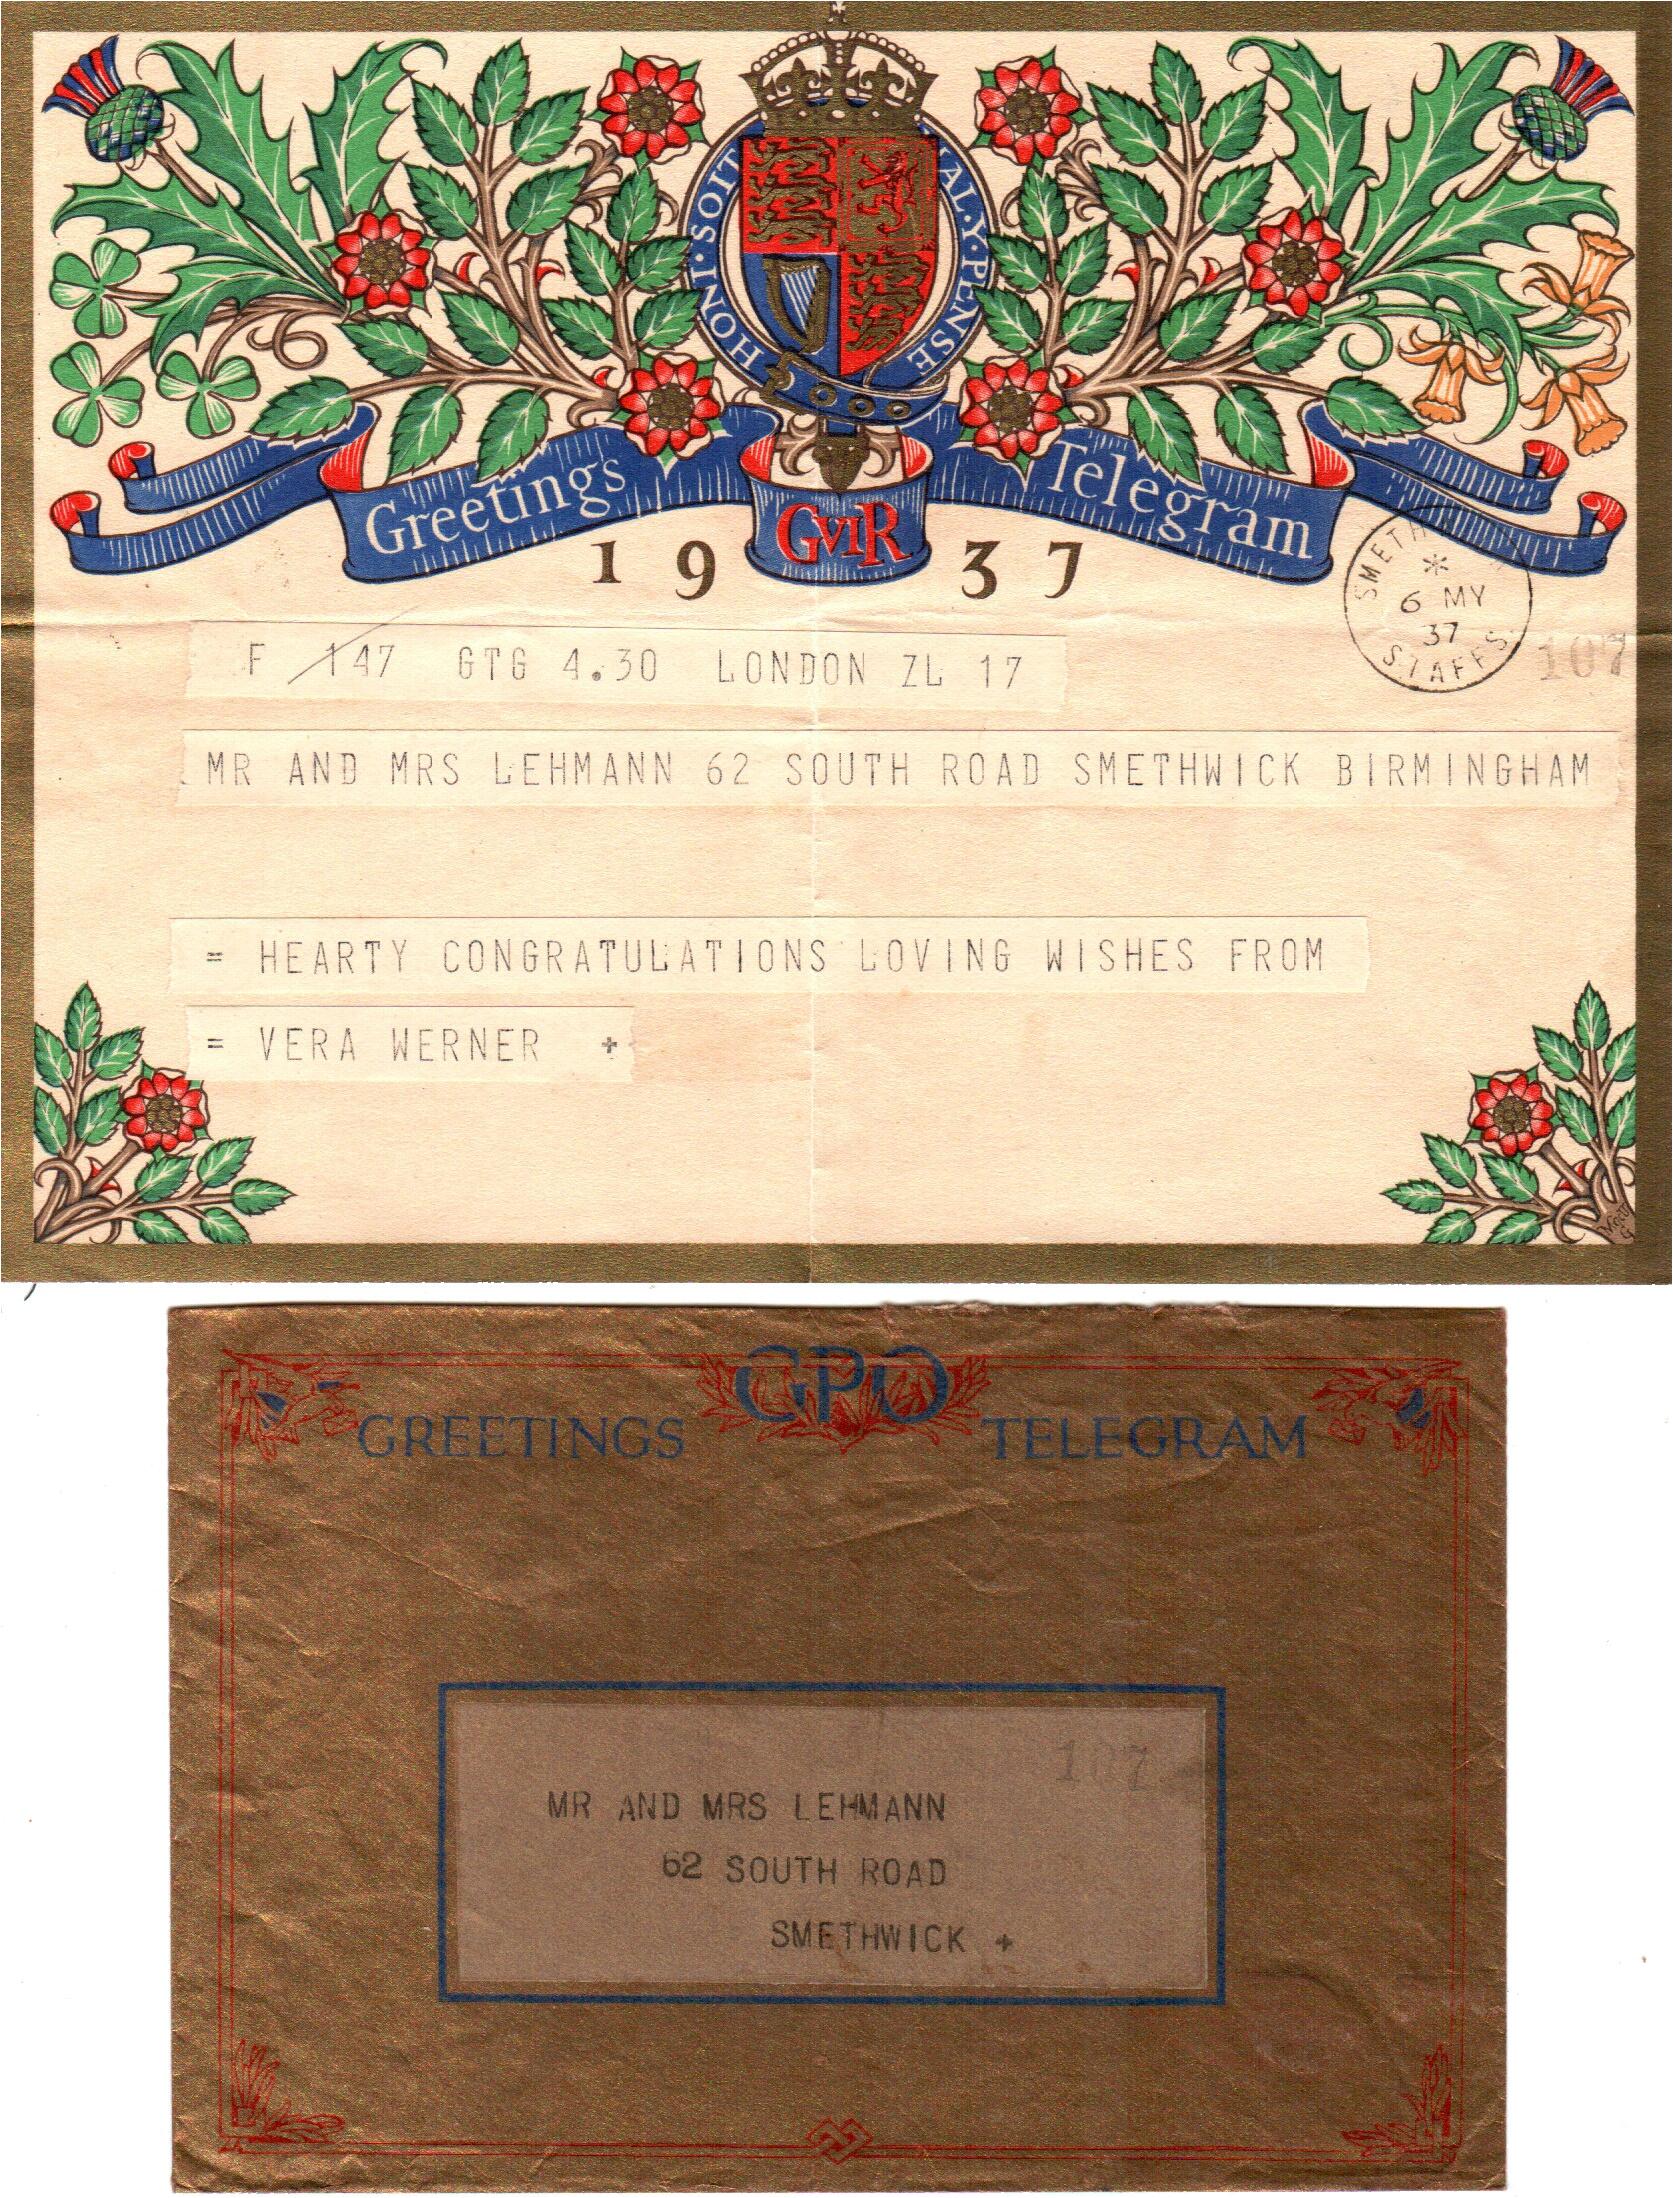 HONI · SOIT MAL · Y · PENSE
Greetings GVIR Telegram
1937
SMETH
6 MY
37
STAFFS
107
F 147 GTG 4.30 LONDON ZL 17
MR AND MRS LEHMANN 62 SOUTH ROAD SMETHWICK BIRMINGHAM
= HEARTY CONGRATULATIONS LOVING WISHES FROM
= VERA WERNER +
GPO
GREETINGS TELEGRAM
107
MR AND MRS LEHMANN
62 SOUTH ROAD
SMETHWICK +